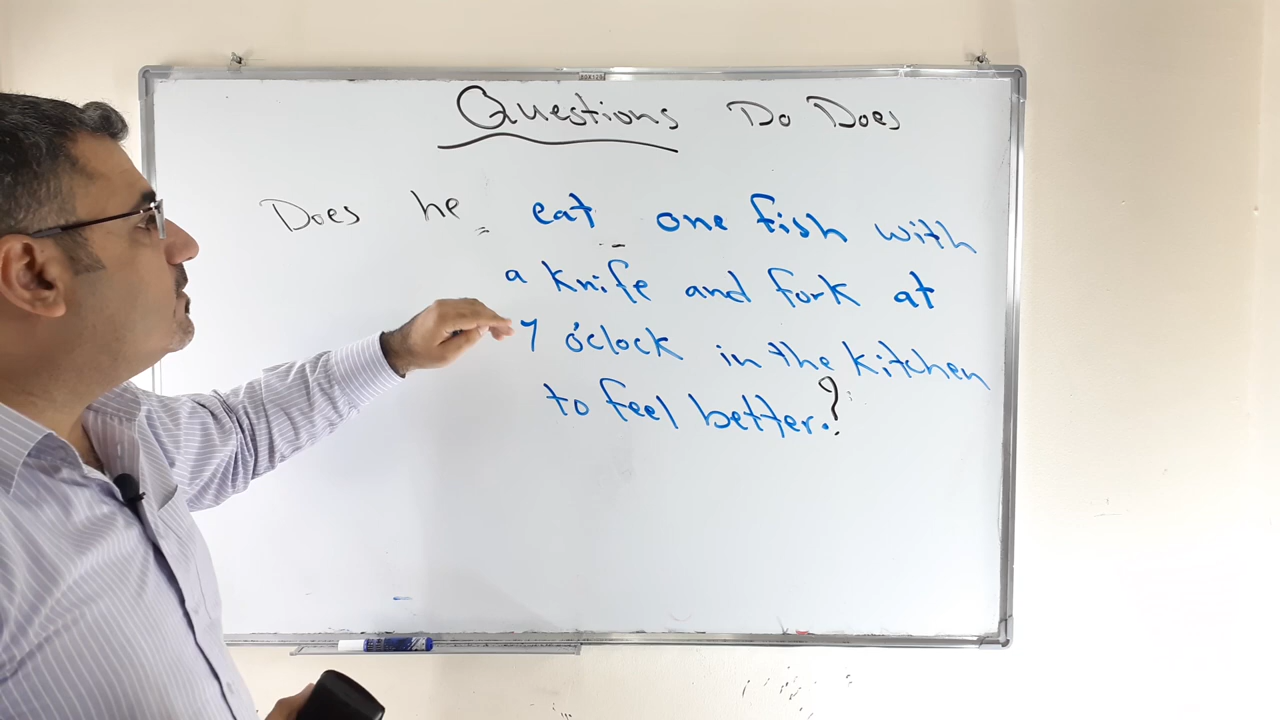 80X120
Questions Do Does
Does he eat one fish with
a knife and fork at
7 o'clock in the kitchen
to feel better.?